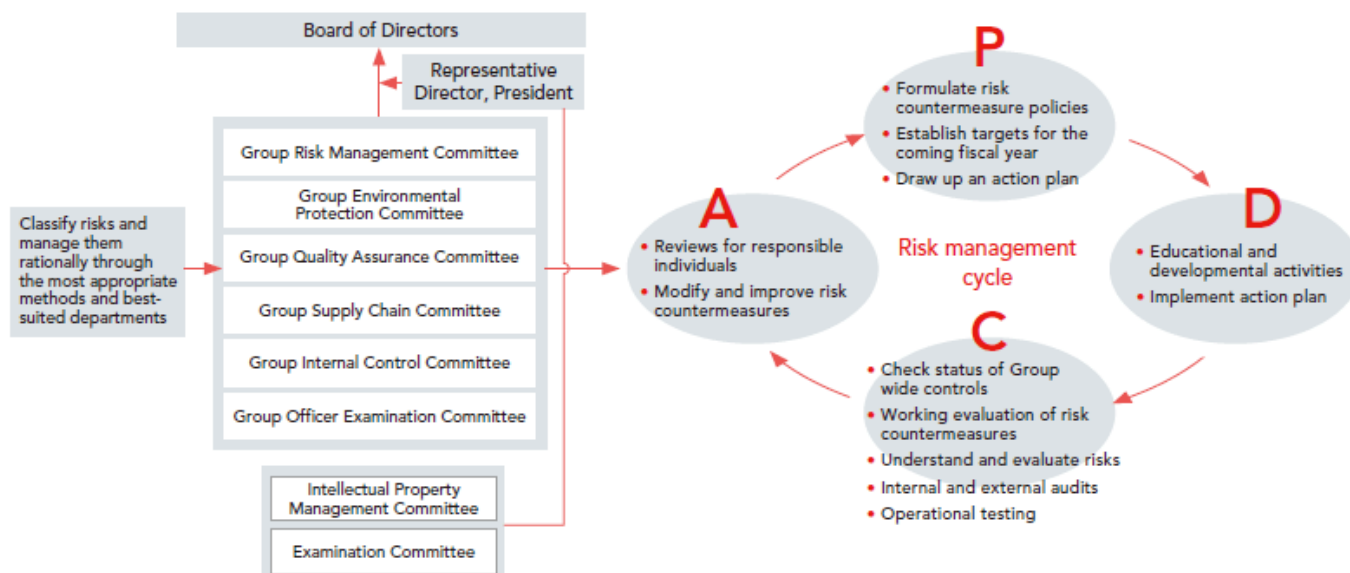 Board of Directors
Representative
Director, President
Group Risk Management Committee
Group Environmental
Protection Committee
Group Quality Assurance Committee
Group Supply Chain Committee
Group Internal Control Committee
Group Officer Examination Committee
Classify risks and
manage them
rationally through
the most appropriate
methods and best-
suited departments
Intellectual Property
Management Committee
Examination Committee
P
• Formulate risk
countermeasure policies
• Establish targets for the
coming fiscal year
• Draw up an action plan
A
• Reviews for responsible
individuals
• Modify and improve risk
countermeasures
Risk management
cycle
D
• Educational and
developmental activities
• Implement action plan
C
• Check status of Group
wide controls
• Working evaluation of risk
countermeasures
• Understand and evaluate risks
• Internal and external audits
• Operational testing